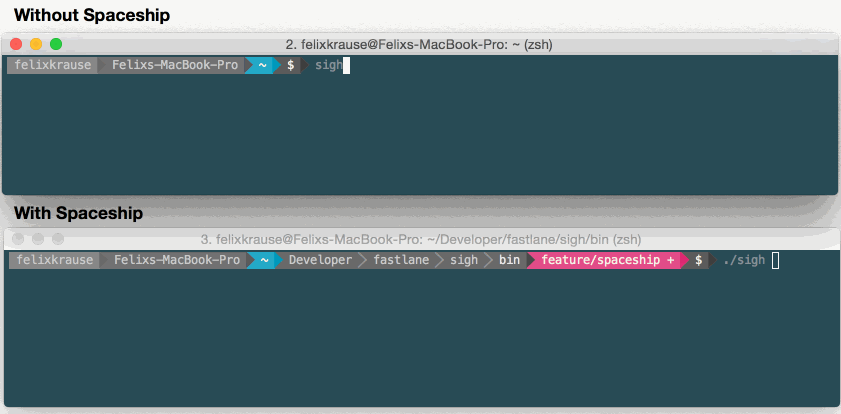 Without Spaceship
2. felixkrause@Felixs-MacBook-Pro: ~ (zsh)
felixkrause Felixs-MacBook-Pro ~ $ sigh
With Spaceship
3. felixkrause@Felixs-MacBook-Pro: ~/Developer/fastlane/sigh/bin (zsh)
felixkrause Felixs-MacBook-Pro ~ Developer fastlane sigh bin feature/spaceship + $ ./sigh